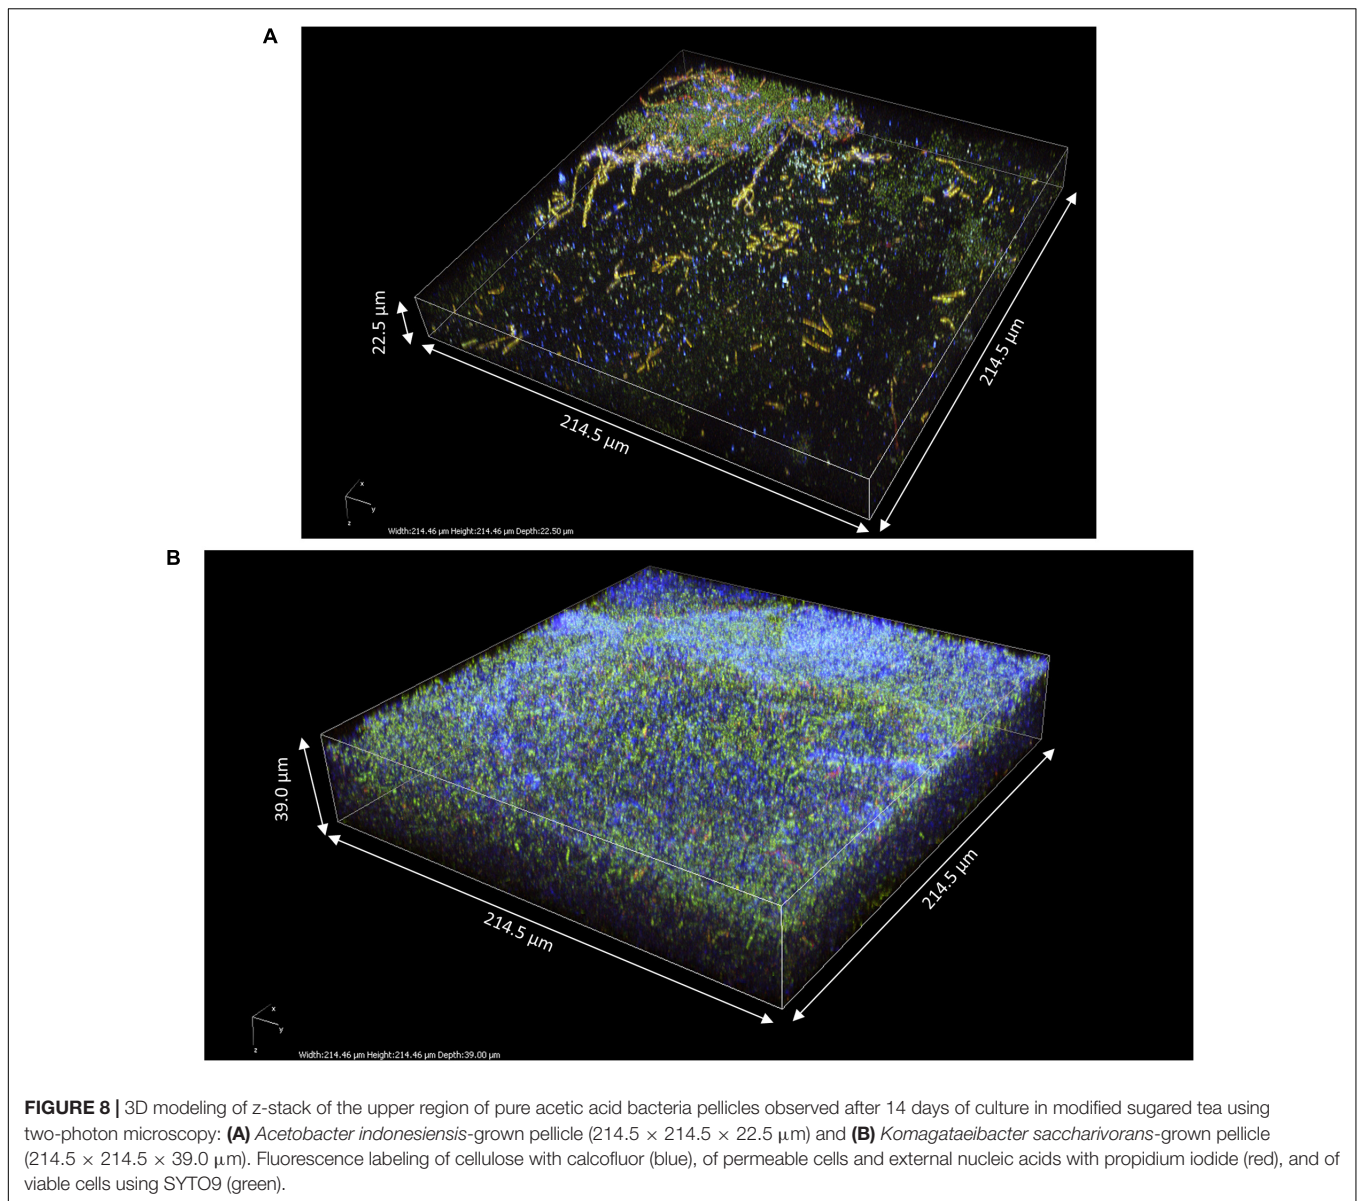 A
22.5 µm
214.5 µm
214.5 µm
x
y
z
Width:214.46 µm Height:214.46 µm Depth:22.50 µm
B
39.0 µm
214.5 µm
214.5 µm
x
y
z
Width:214.46 µm Height:214.46 µm Depth:39.00 µm
FIGURE 8 | 3D modeling of z-stack of the upper region of pure acetic acid bacteria pellicles observed after 14 days of culture in modified sugared tea using
two-photon microscopy: (A) Acetobacter indonesiensis-grown pellicle (214.5 × 214.5 × 22.5 µm) and (B) Komagataeibacter saccharivorans-grown pellicle
(214.5 × 214.5 × 39.0 µm). Fluorescence labeling of cellulose with calcofluor (blue), of permeable cells and external nucleic acids with propidium iodide (red), and of
viable cells using SYTO9 (green).